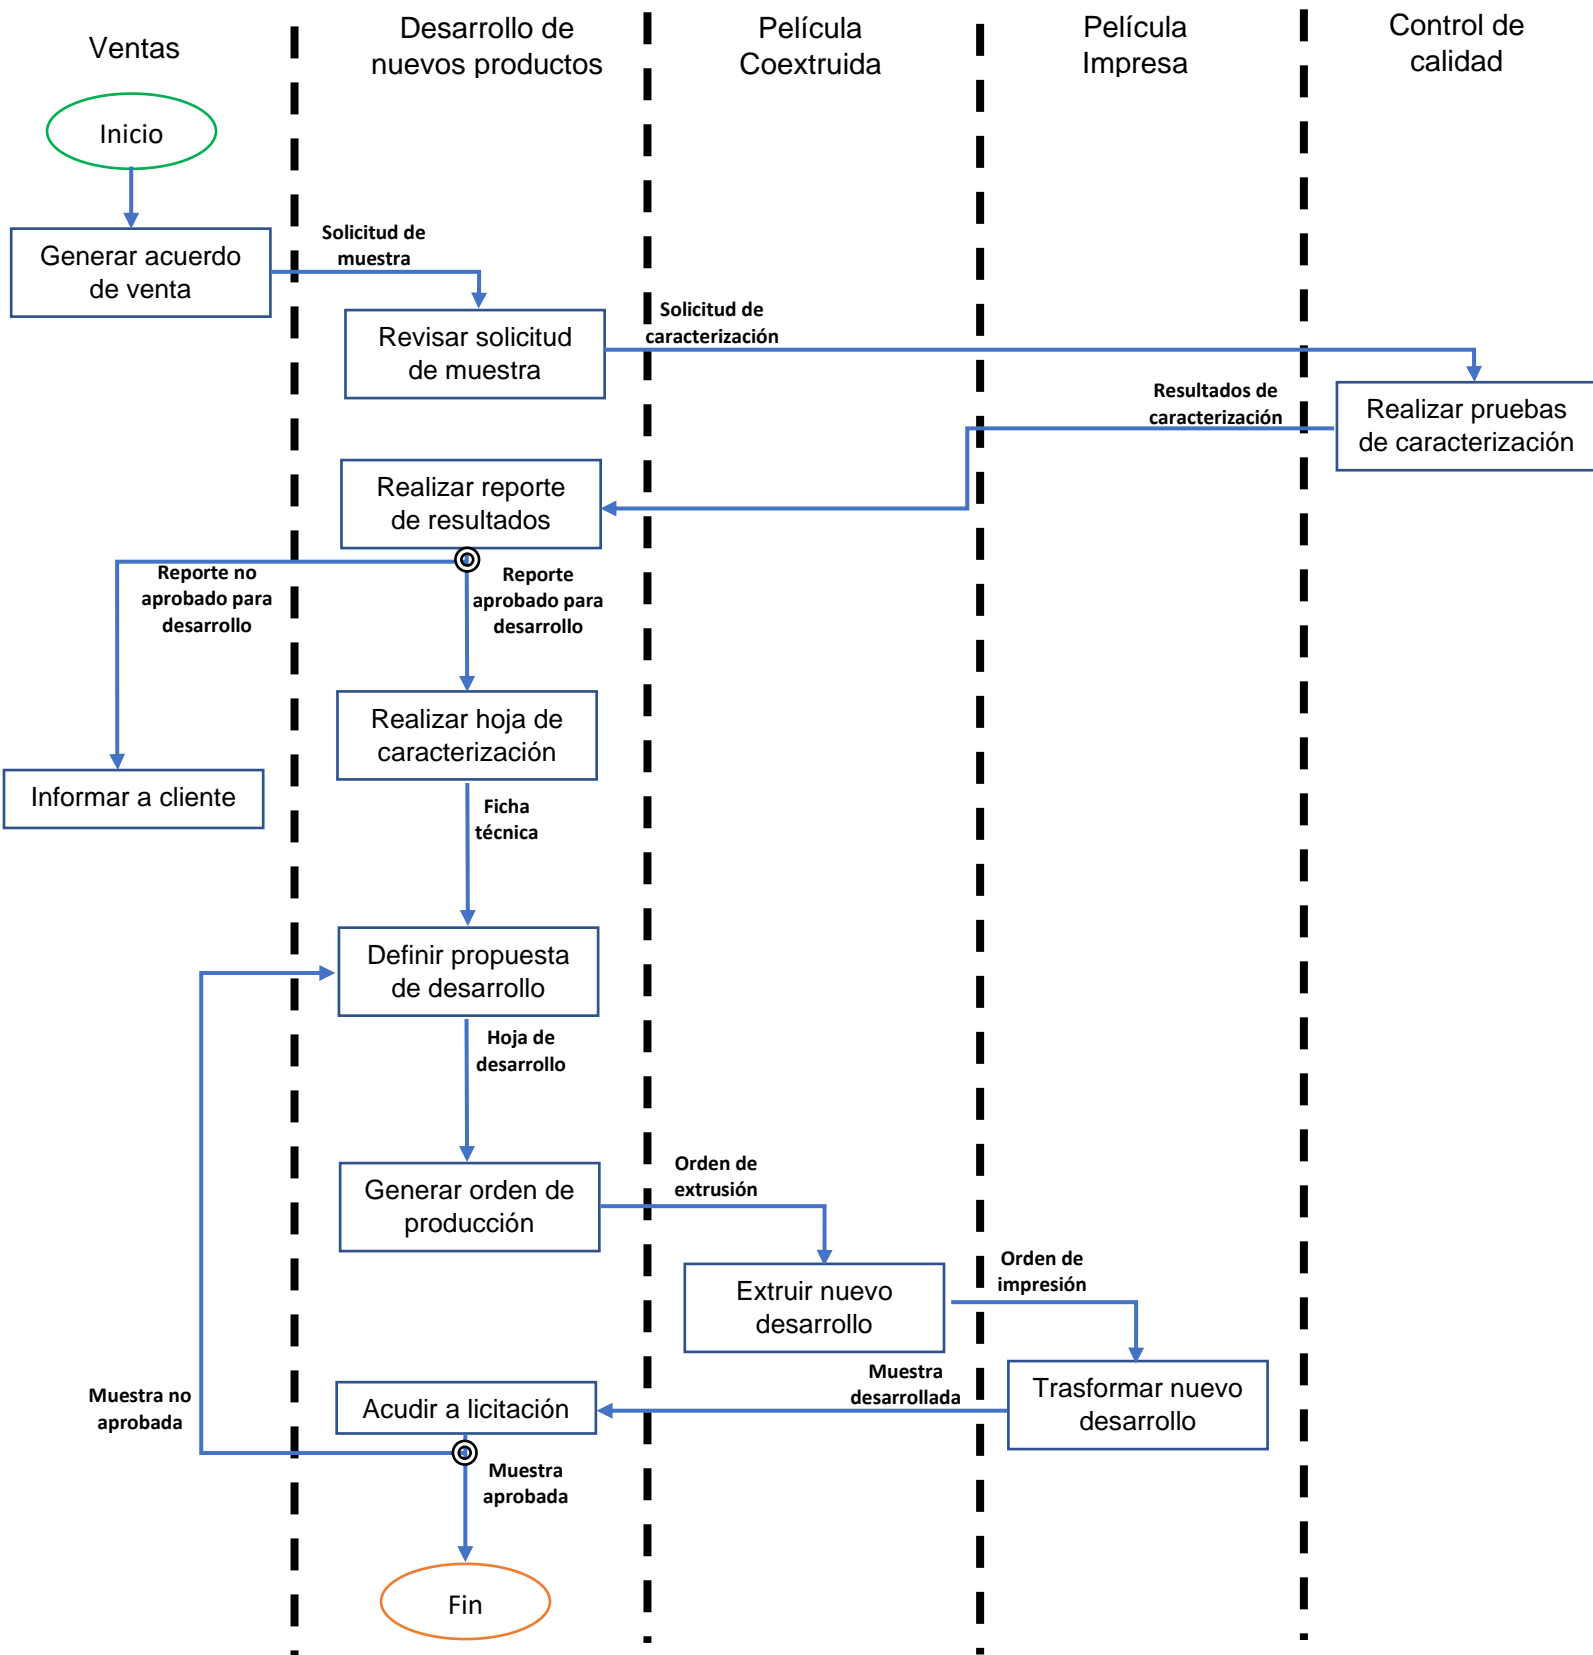 Ventas
Desarrollo de
nuevos productos
Película
Coextruida
Película
Impresa
Control de
calidad
Inicio
Generar acuerdo
de venta
Solicitud de
muestra
Revisar solicitud
de muestra
Solicitud de
caracterización
Realizar pruebas
de caracterización
Resultados de
caracterización
Realizar reporte
de resultados
Reporte no
aprobado para
desarrollo
Reporte
aprobado para
desarrollo
Informar a cliente
Realizar hoja de
caracterización
Ficha
técnica
Definir propuesta
de desarrollo
Hoja de
desarrollo
Generar orden de
producción
Orden de
extrusión
Extruir nuevo
desarrollo
Orden de
impresión
Trasformar nuevo
desarrollo
Muestra
desarrollada
Acudir a licitación
Muestra no
aprobada
Muestra
aprobada
Fin